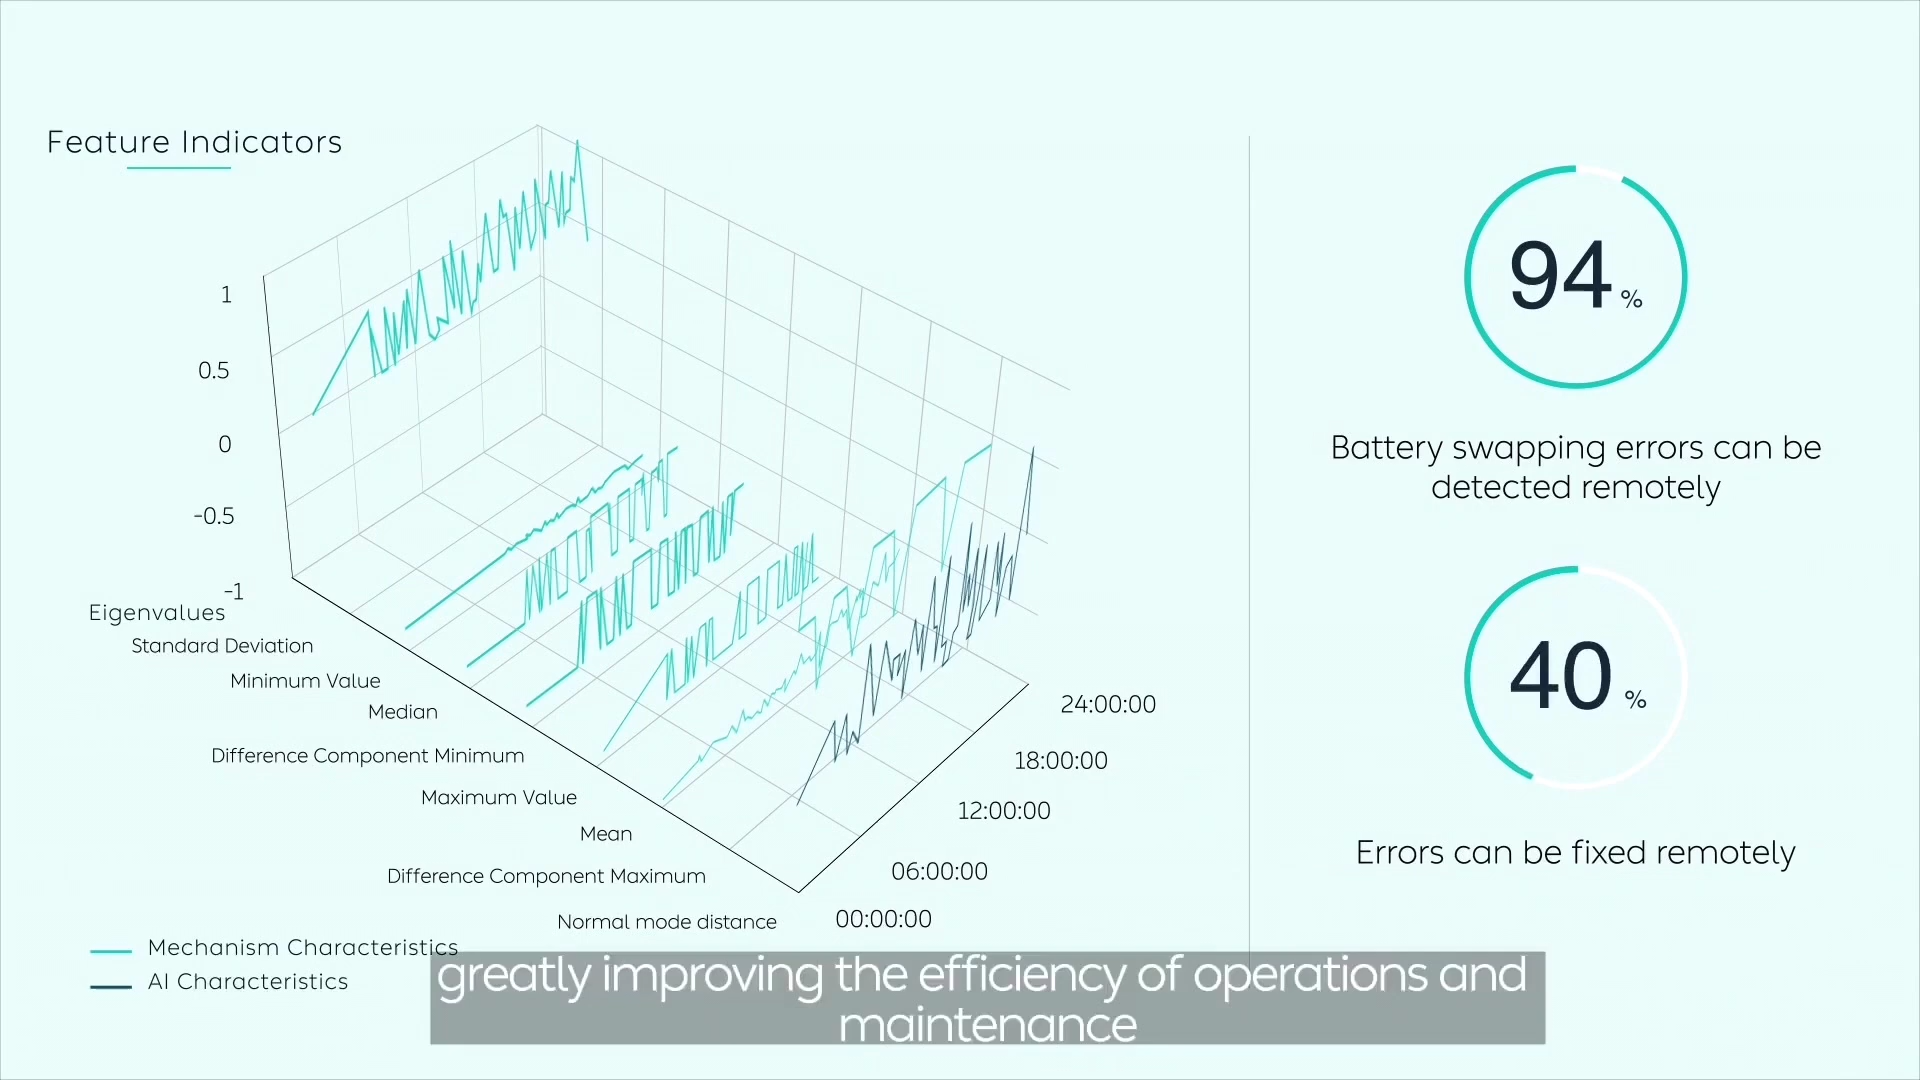 Feature Indicators
1
0.5
0
-0.5
-1
Eigenvalues
Standard Deviation
Minimum Value
Median
Difference Component Minimum
Maximum Value
Mean
Difference Component Maximum
Normal mode distance
00:00:00
06:00:00
12:00:00
18:00:00
24:00:00
Mechanism Characteristics
AI Characteristics
94 %
Battery swapping errors can be
detected remotely
40 %
Errors can be fixed remotely
greatly improving the efficiency of operations and
maintenance